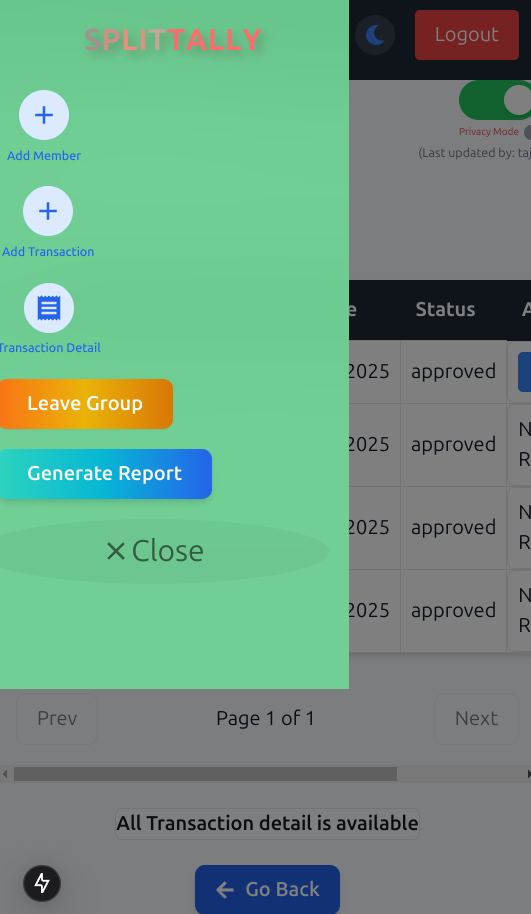 SPLITTALLY
Logout
Add Member
Privacy Mode
(Last updated by: taj
Add Transaction
Transaction Detail
e Status A
2025 approved
Leave Group
2025 approved N
R
Generate Report
2025 approved N
R
× Close
2025 approved N
R
Prev Page 1 of 1 Next
All Transaction detail is available
← Go Back